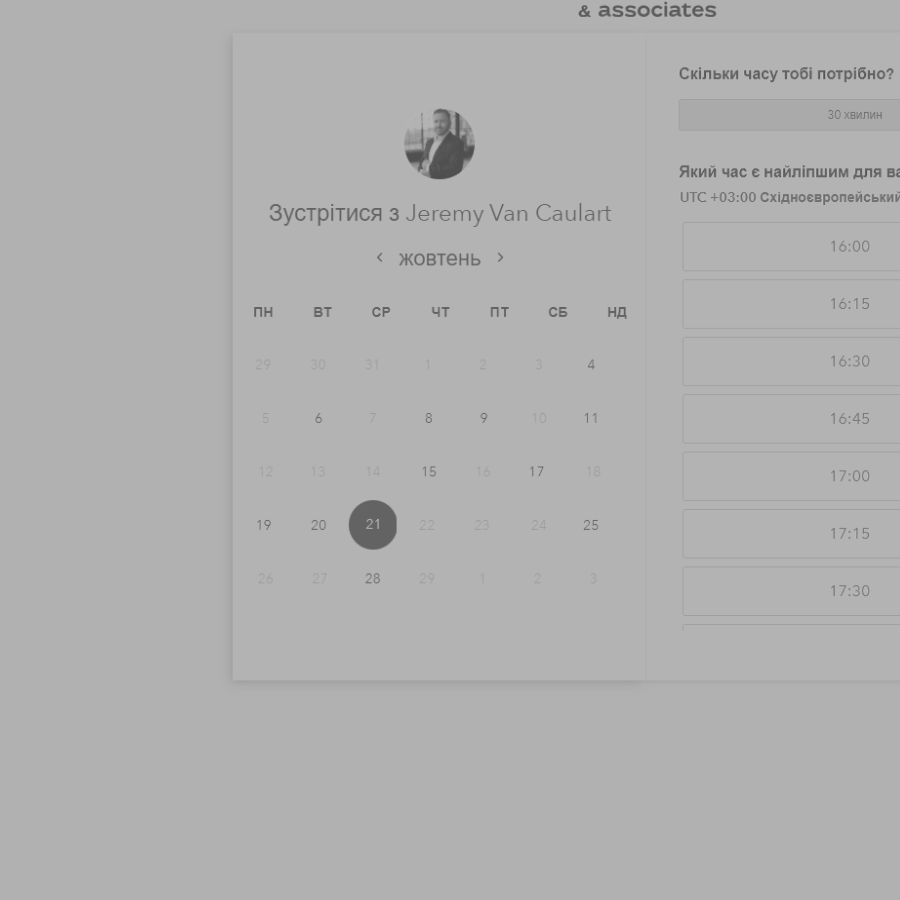 & associates
Зустрітися з Jeremy Van Caulart
‹ жовтень ›
ПН ВТ СР ЧТ ПТ СБ НД
29 30 31 1 2 3 4
5 6 7 8 9 10 11
12 13 14 15 16 17 18
19 20 21 22 23 24 25
26 27 28 29 1 2 3
Скільки часу тобі потрібно?
30 хвилин
Який час є найліпшим для ва
UTC +03:00 Східноєвропейський
16:00
16:15
16:30
16:45
17:00
17:15
17:30